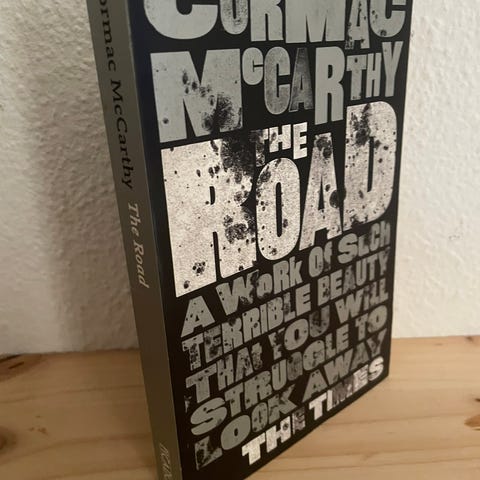 CORMAC
McCARTHY
THE
ROAD
A WORK OF SUCH
TERRIBLE BEAUTY
THAT YOU WILL
STRUGGLE TO
LOOK AWAY
THE TIMES
ormac McCarthy The Road